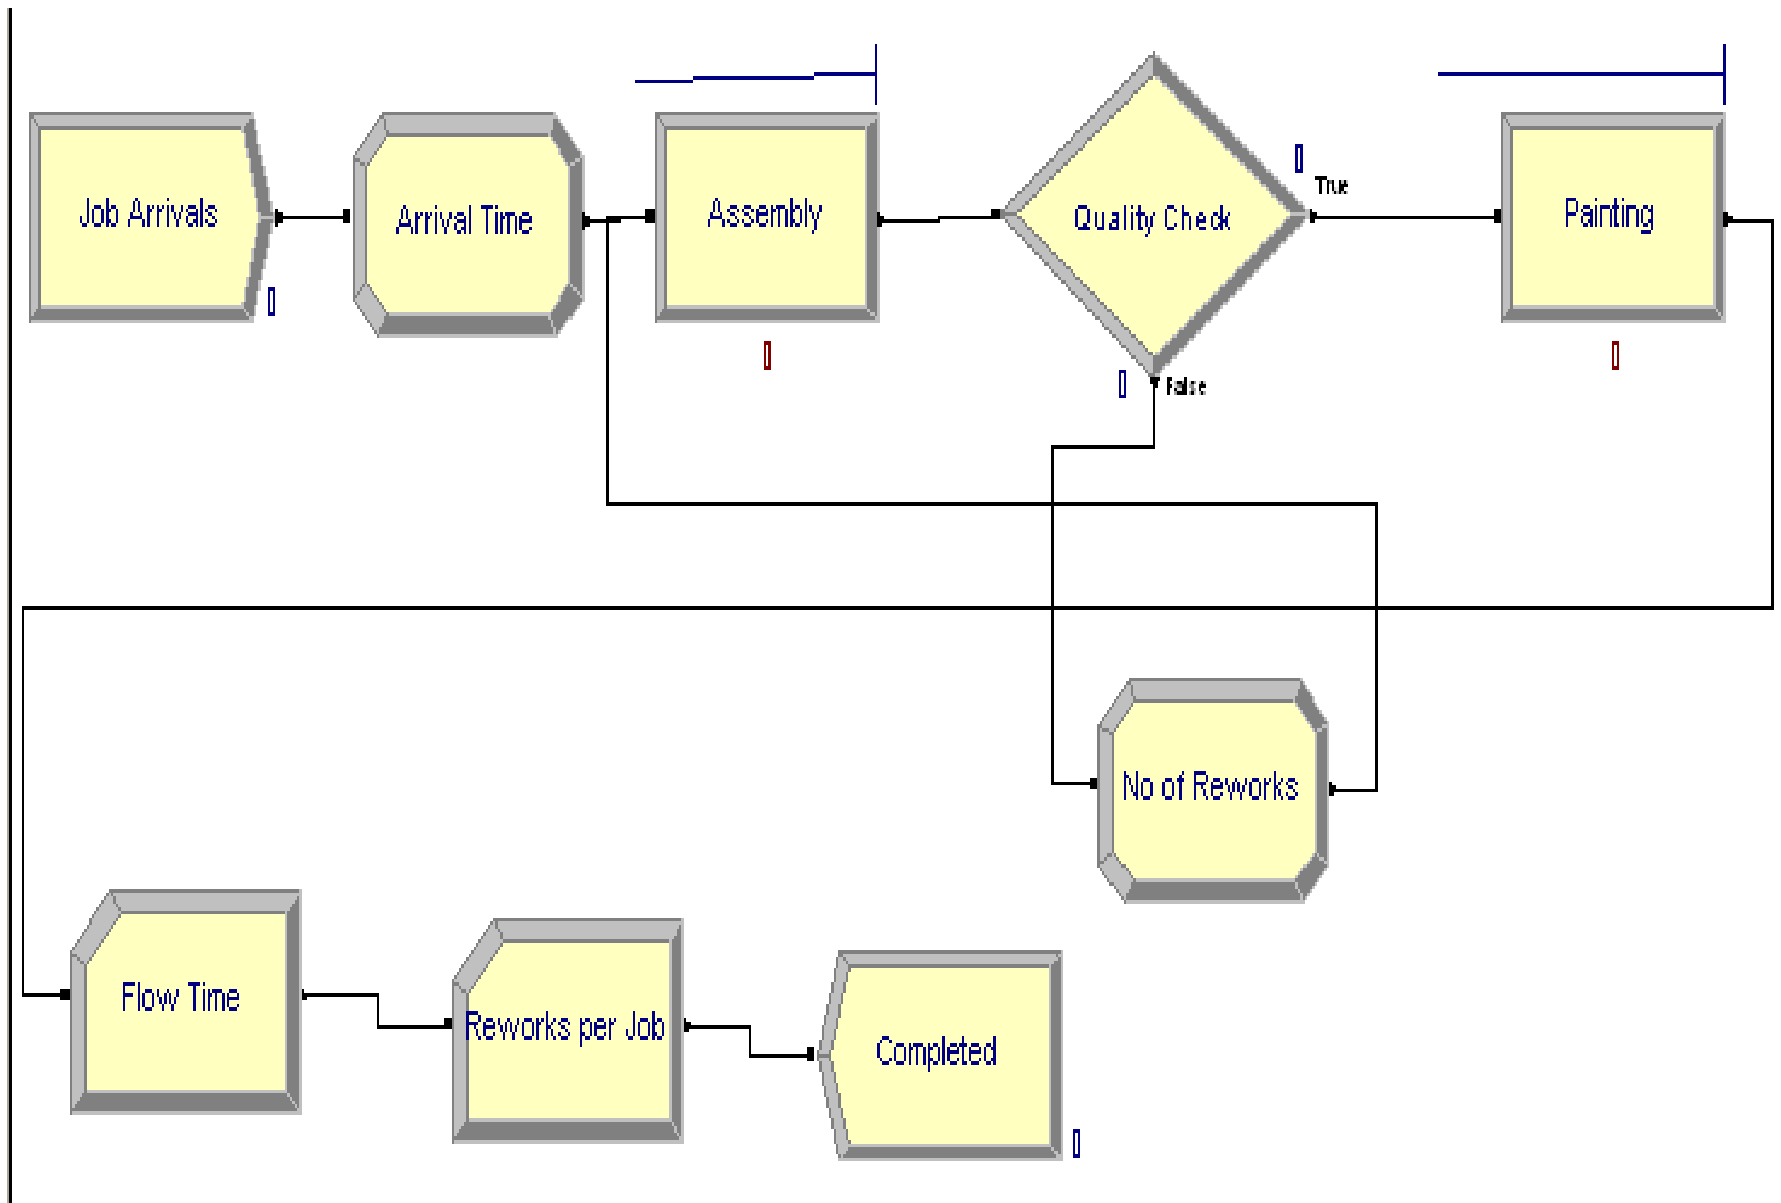 Job Arrivals
Arrival Time
Assembly
Quality Check
True
False
Painting
No of Reworks
Flow Time
Reworks per Job
Completed